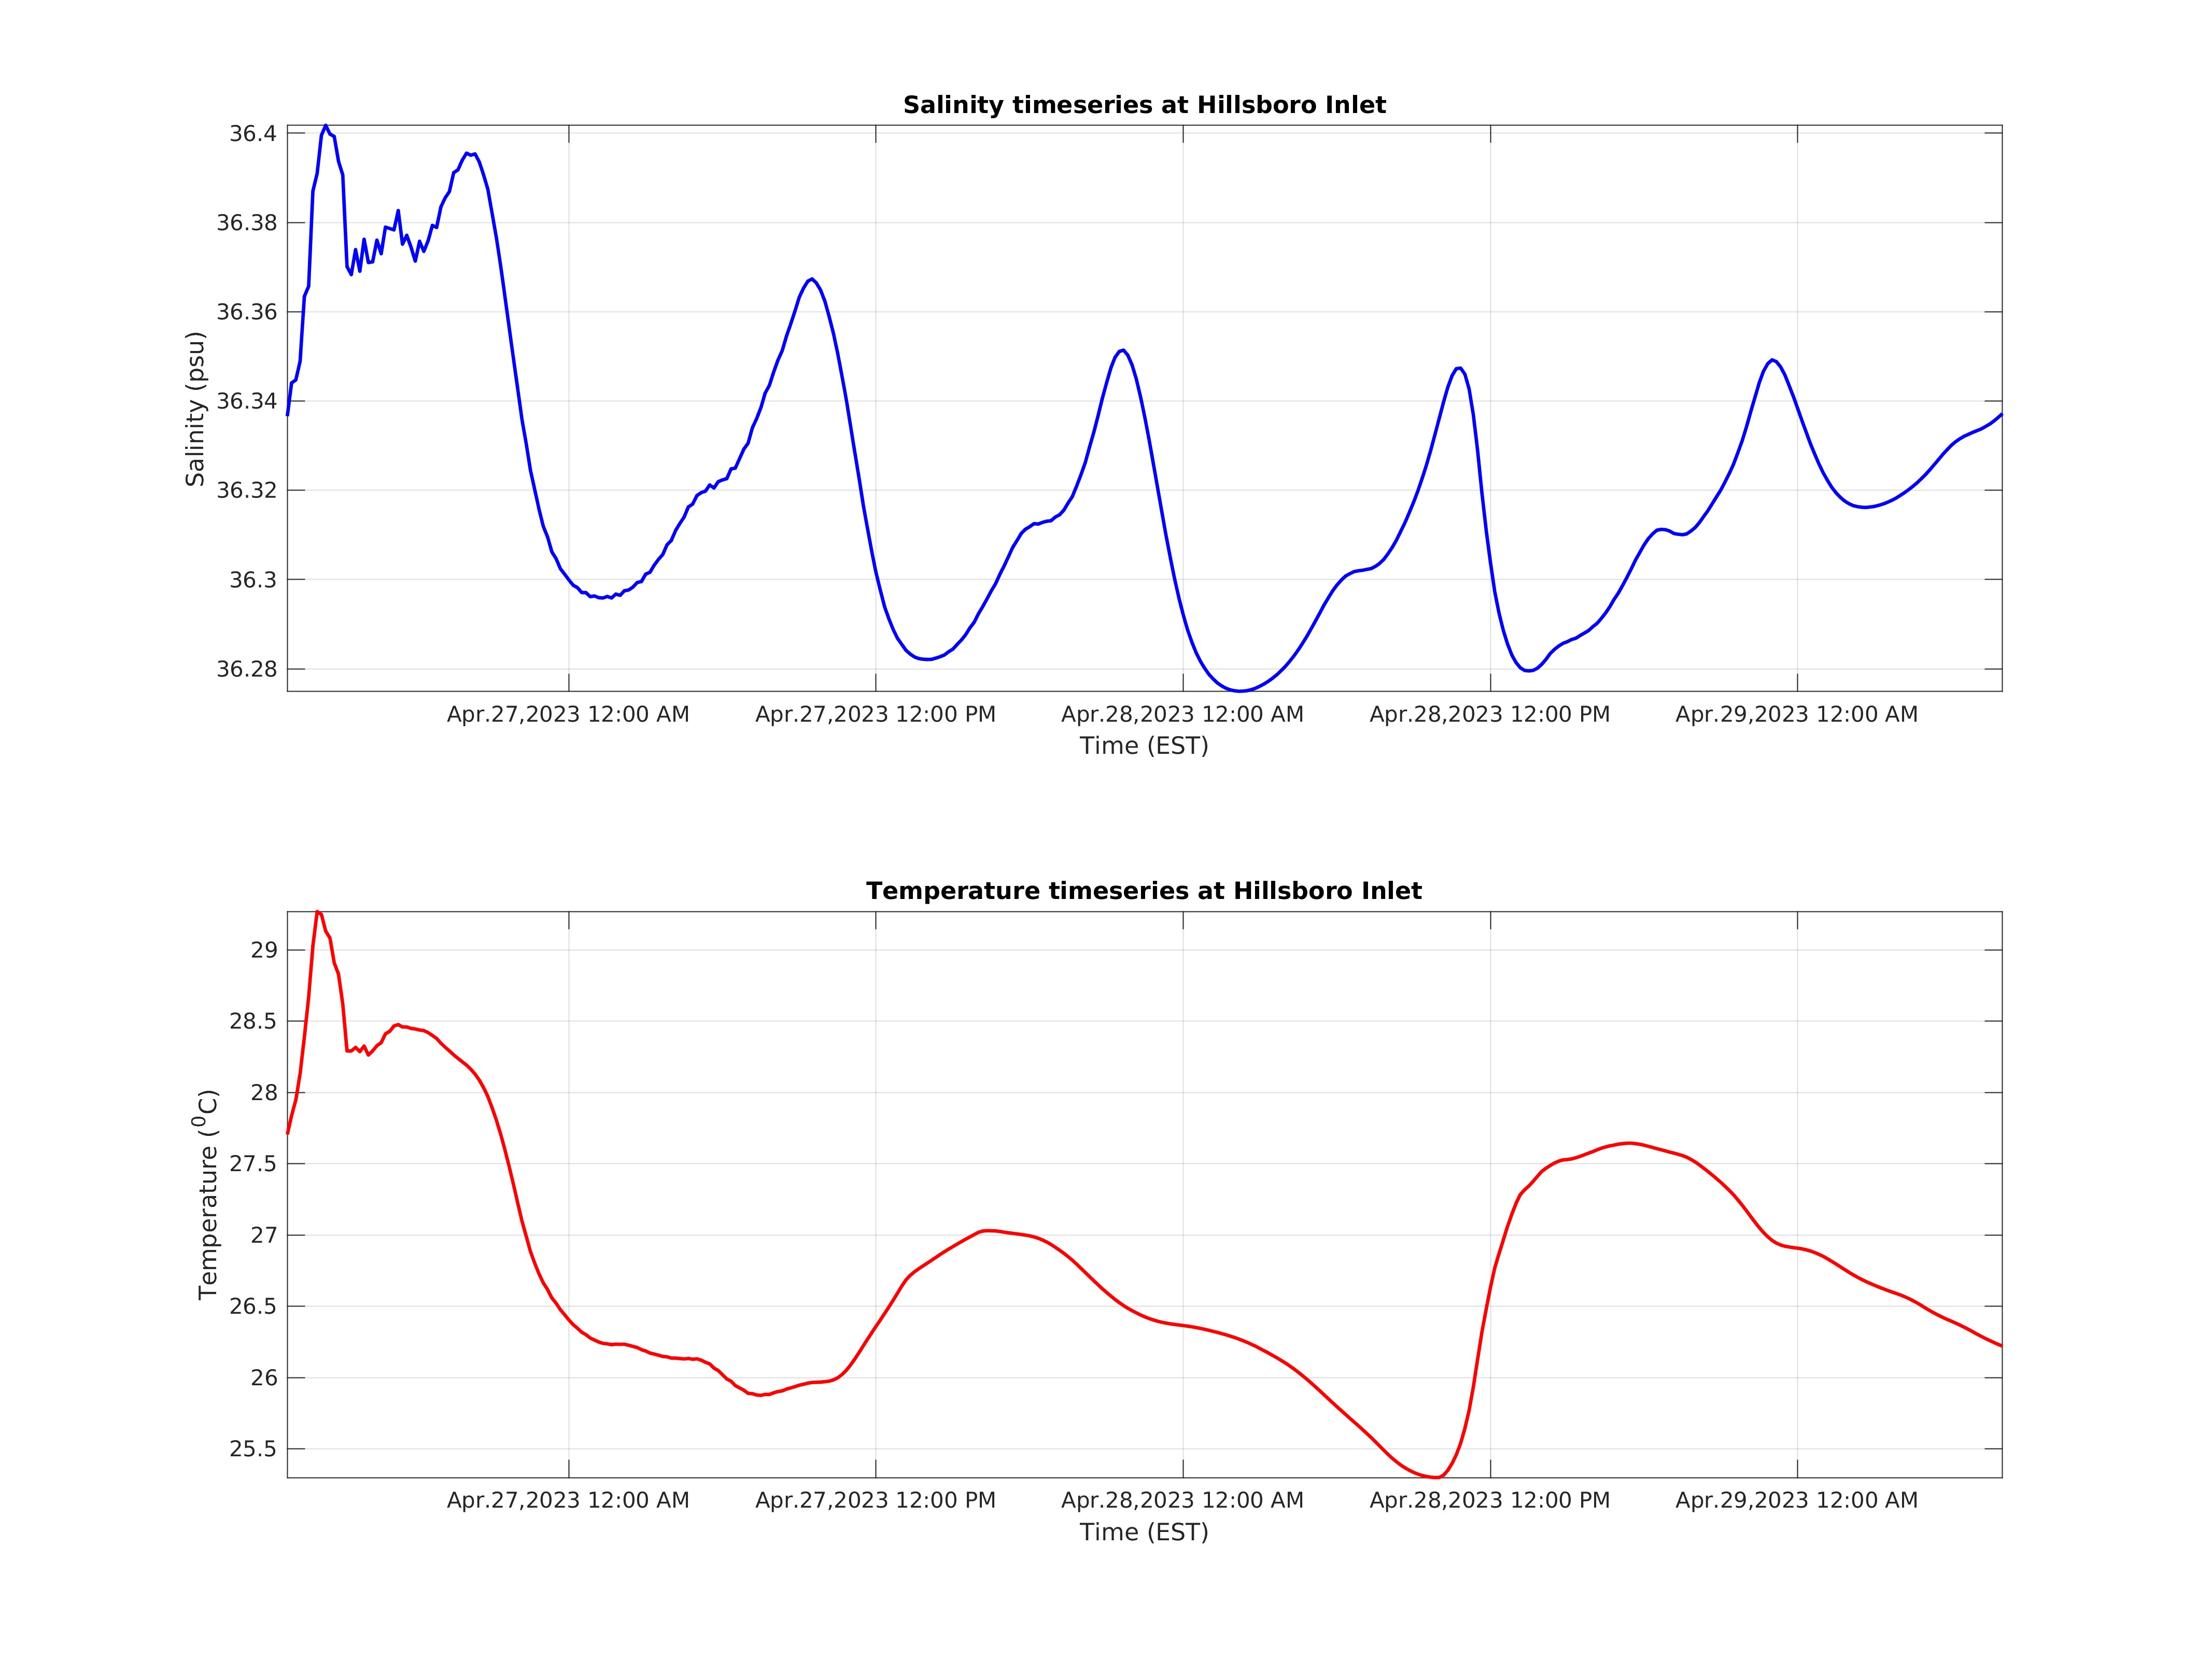 Salinity timeseries at Hillsboro Inlet
36.4
36.38
36.36
36.34
36.32
36.3
36.28
Salinity (psu)
Apr.27,2023 12:00 AM Apr.27,2023 12:00 PM Apr.28,2023 12:00 AM Apr.28,2023 12:00 PM Apr.29,2023 12:00 AM
Time (EST)
Temperature timeseries at Hillsboro Inlet
29
28.5
28
27.5
27
26.5
26
25.5
Temperature (⁰C)
Apr.27,2023 12:00 AM Apr.27,2023 12:00 PM Apr.28,2023 12:00 AM Apr.28,2023 12:00 PM Apr.29,2023 12:00 AM
Time (EST)